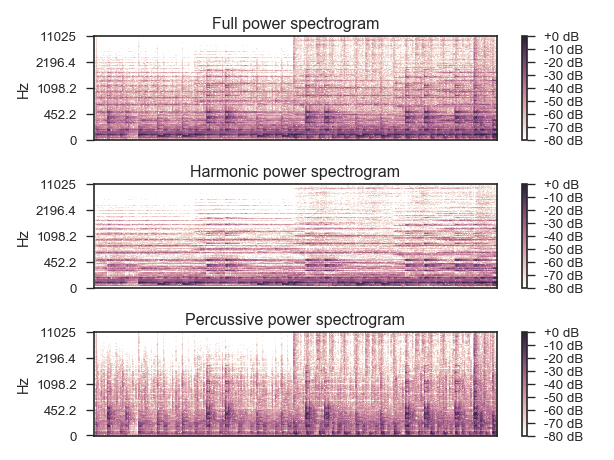 Full power spectrogram
11025
2196.4
1098.2
452.2
0
Hz
+0 dB
-10 dB
-20 dB
-30 dB
-40 dB
-50 dB
-60 dB
-70 dB
-80 dB
Harmonic power spectrogram
11025
2196.4
1098.2
452.2
0
Hz
+0 dB
-10 dB
-20 dB
-30 dB
-40 dB
-50 dB
-60 dB
-70 dB
-80 dB
Percussive power spectrogram
11025
2196.4
1098.2
452.2
0
Hz
+0 dB
-10 dB
-20 dB
-30 dB
-40 dB
-50 dB
-60 dB
-70 dB
-80 dB